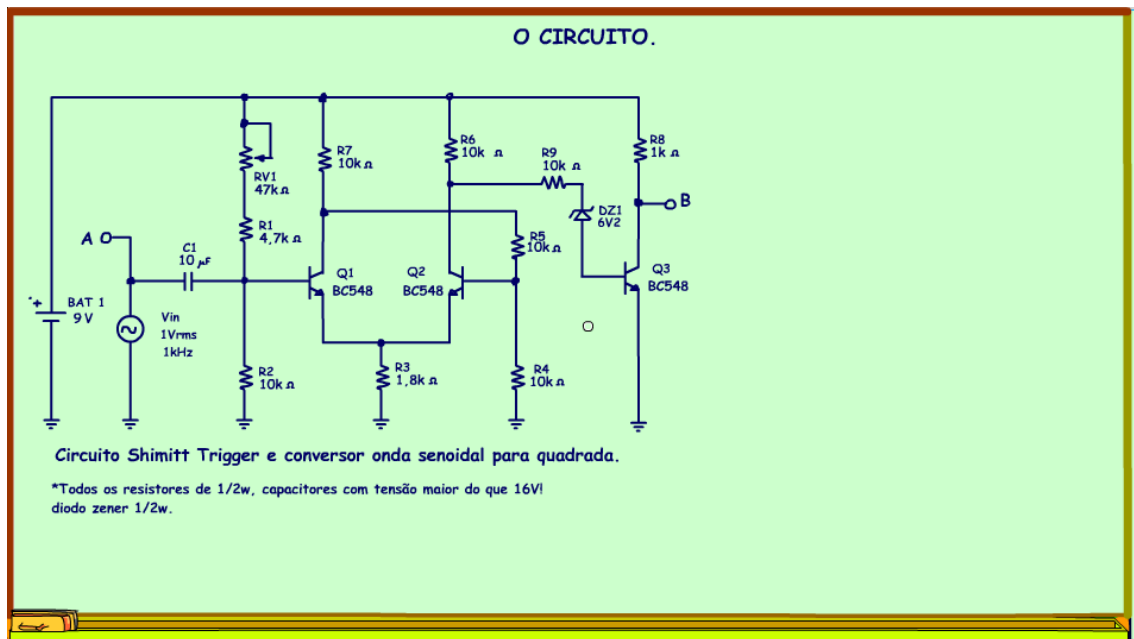 O CIRCUITO.
R7
10k Ω
R6
10k Ω
R9
10k Ω
R8
1k Ω
RV1
47k Ω
DZ1
6V2
B
A
C1
10 µF
R1
4,7k Ω
R5
10k Ω
Q1
BC548
Q2
BC548
Q3
BC548
+
BAT 1
9 V
Vin
1Vrms
1kHz
R2
10k Ω
R3
1,8k Ω
R4
10k Ω
Circuito Shimitt Trigger e conversor onda senoidal para quadrada.
*Todos os resistores de 1/2w, capacitores com tensão maior do que 16V!
diodo zener 1/2w.